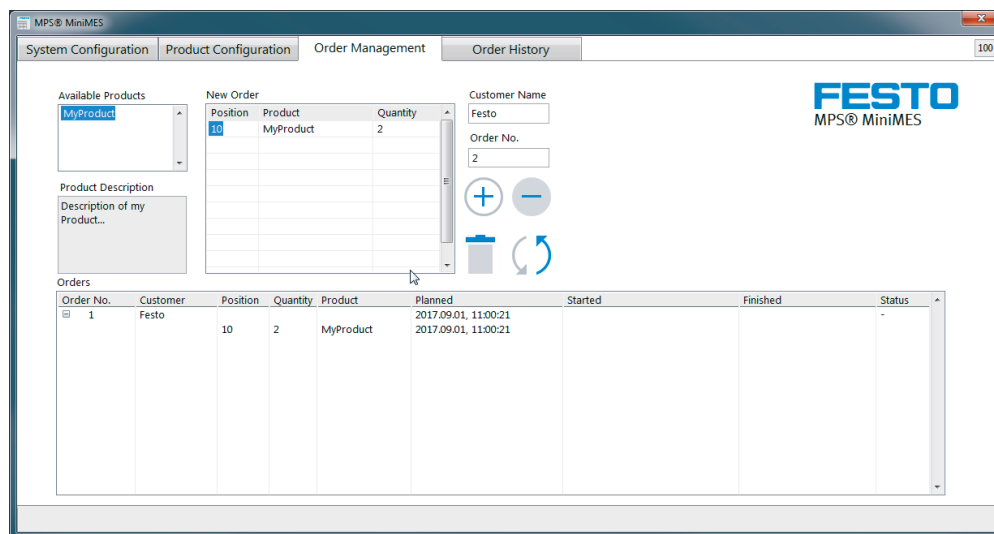 MPS® MiniMES
System Configuration Product Configuration Order Management Order History 100
Available Products
MyProduct
Product Description
Description of my
Product...
New Order
Position Product Quantity
10 MyProduct 2
Customer Name
Festo
Order No.
2
FESTO
MPS® MiniMES
Orders
Order No. Customer Position Quantity Product Planned Started Finished Status
1 Festo 2017.09.01, 11:00:21 -
10 2 MyProduct 2017.09.01, 11:00:21